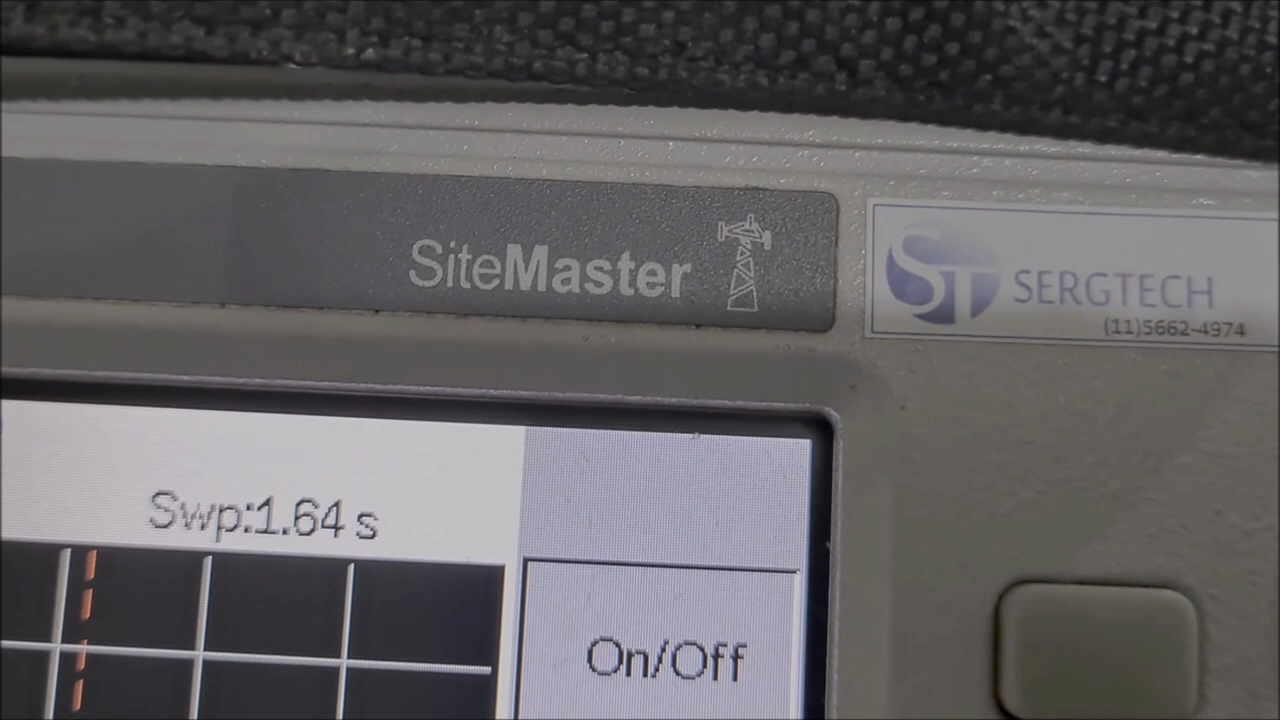 SiteMaster
ST SERGTECH
(11)5662-4974
Swp:1.64 s
On/Off